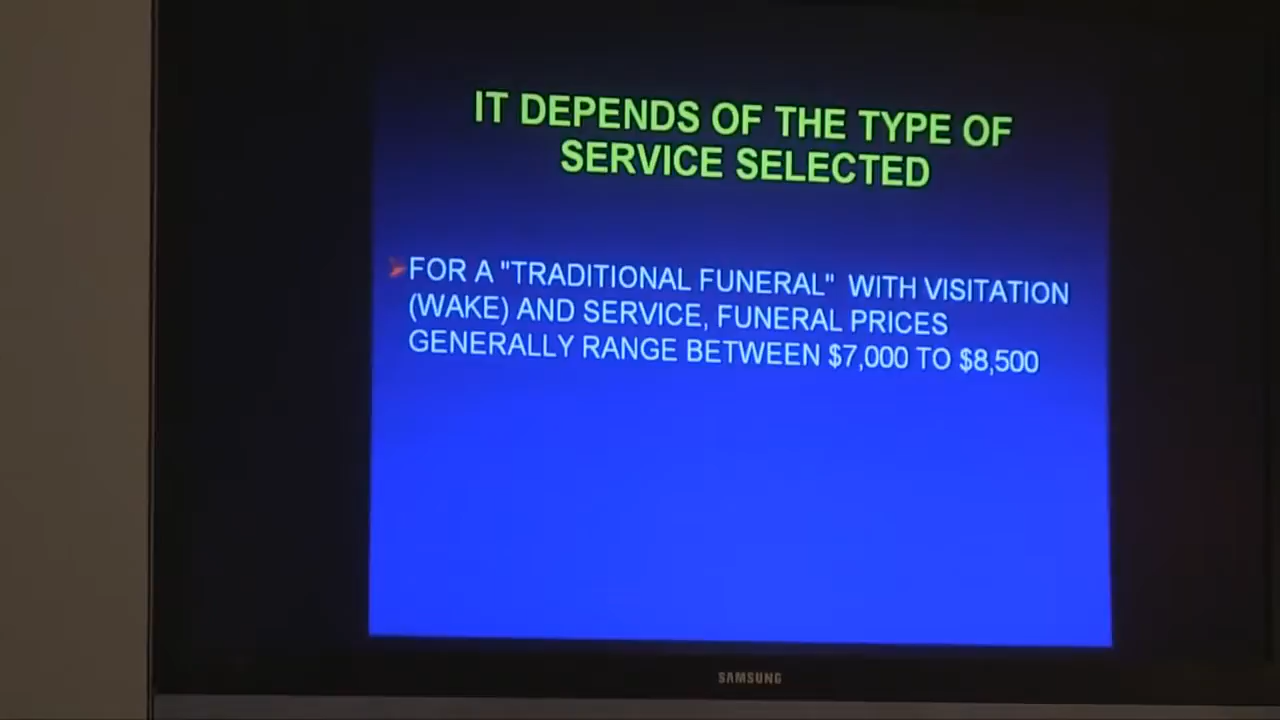 IT DEPENDS OF THE TYPE OF
SERVICE SELECTED
FOR A "TRADITIONAL FUNERAL" WITH VISITATION
(WAKE) AND SERVICE, FUNERAL PRICES
GENERALLY RANGE BETWEEN $7,000 TO $8,500
SAMSUNG